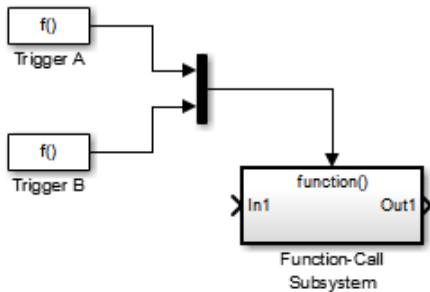 f()
Trigger A
f()
Trigger B
function()
In1 Out1
Function-Call
Subsystem